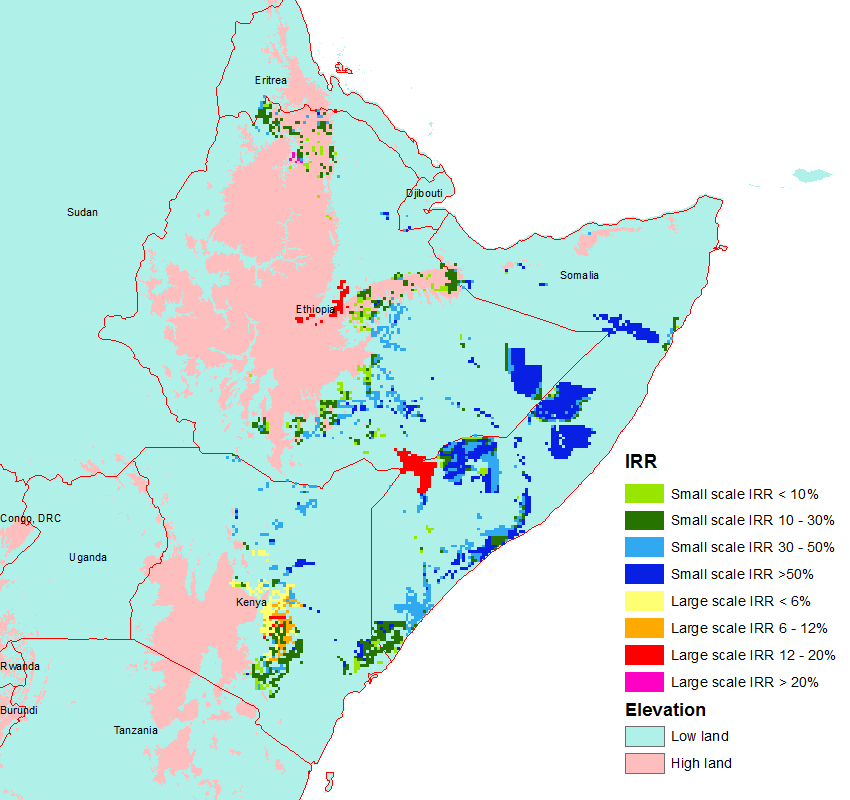 Eritrea
Sudan
Djibouti
Somalia
Ethiopia
Congo, DRC
Uganda
Kenya
Rwanda
Burundi
Tanzania
IRR
Small scale IRR < 10%
Small scale IRR 10 - 30%
Small scale IRR 30 - 50%
Small scale IRR >50%
Large scale IRR < 6%
Large scale IRR 6 - 12%
Large scale IRR 12 - 20%
Large scale IRR > 20%
Elevation
Low land
High land